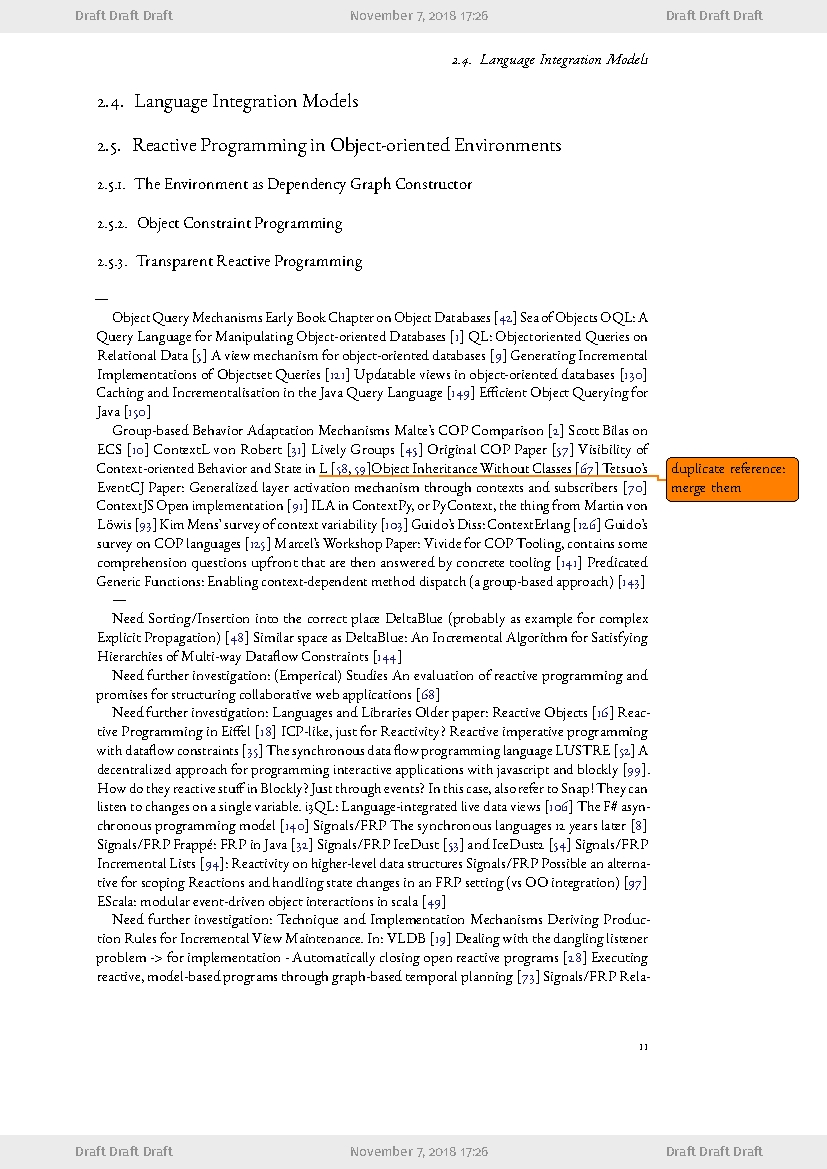 Draft Draft Draft November 7, 2018 17:26 Draft Draft Draft
2.4. Language Integration Models
2.4. Language Integration Models
2.5. Reactive Programming in Object-oriented Environments
2.5.1. The Environment as Dependency Graph Constructor
2.5.2. Object Constraint Programming
2.5.3. Transparent Reactive Programming
—
Object Query Mechanisms Early Book Chapter on Object Databases [42] Sea of Objects OQL: A
Query Language for Manipulating Object-oriented Databases [1] QL: Objectoriented Queries on
Relational Data [5] A view mechanism for object-oriented databases [9] Generating Incremental
Implementations of Objectset Queries [121] Updatable views in object-oriented databases [130]
Caching and Incrementalisation in the Java Query Language [149] Efficient Object Querying for
Java [150]
Group-based Behavior Adaptation Mechanisms Malte's COP Comparison [2] Scott Bilas on
ECS [10] ContextL von Robert [31] Lively Groups [45] Original COP Paper [57] Visibility of
Context-oriented Behavior and State in L [58, 59]Object Inheritance Without Classes [67] Tetsuo's
duplicate reference:
merge them
EventCJ Paper: Generalized layer activation mechanism through contexts and subscribers [70]
ContextJS Open implementation [91] ILA in ContextPy, or PyContext, the thing from Martin von
Löwis [93] Kim Mens' survey of context variability [103] Guido's Diss: ContextErlang [126] Guido's
survey on COP languages [125] Marcel's Workshop Paper: Vivide for COP Tooling, contains some
comprehension questions upfront that are then answered by concrete tooling [141] Predicated
Generic Functions: Enabling context-dependent method dispatch (a group-based approach) [143]
—
Need Sorting/Insertion into the correct place DeltaBlue (probably as example for complex
Explicit Propagation) [48] Similar space as DeltaBlue: An Incremental Algorithm for Satisfying
Hierarchies of Multi-way Dataflow Constraints [144]
Need further investigation: (Emperical) Studies An evaluation of reactive programming and
promises for structuring collaborative web applications [68]
Need further investigation: Languages and Libraries Older paper: Reactive Objects [16] Reac-
tive Programming in Eiffel [18] ICP-like, just for Reactivity? Reactive imperative programming
with dataflow constraints [35] The synchronous data flow programming language LUSTRE [52] A
decentralized approach for programming interactive applications with javascript and blockly [99].
How do they reactive stuff in Blockly? Just through events? In this case, also refer to Snap! They can
listen to changes on a single variable. i3QL: Language-integrated live data views [106] The F# asyn-
chronous programming model [140] Signals/FRP The synchronous languages 12 years later [8]
Signals/FRP Frappé: FRP in Java [32] Signals/FRP IceDust [53] and IceDust2 [54] Signals/FRP
Incremental Lists [94]: Reactivity on higher-level data structures Signals/FRP Possible an alterna-
tive for scoping Reactions and handling state changes in an FRP setting (vs OO integration) [97]
EScala: modular event-driven object interactions in scala [49]
Need further investigation: Technique and Implementation Mechanisms Deriving Produc-
tion Rules for Incremental View Maintenance. In: VLDB [19] Dealing with the dangling listener
problem -> for implementation - Automatically closing open reactive programs [28] Executing
reactive, model-based programs through graph-based temporal planning [73] Signals/FRP Rela-
11
Draft Draft Draft November 7, 2018 17:26 Draft Draft Draft